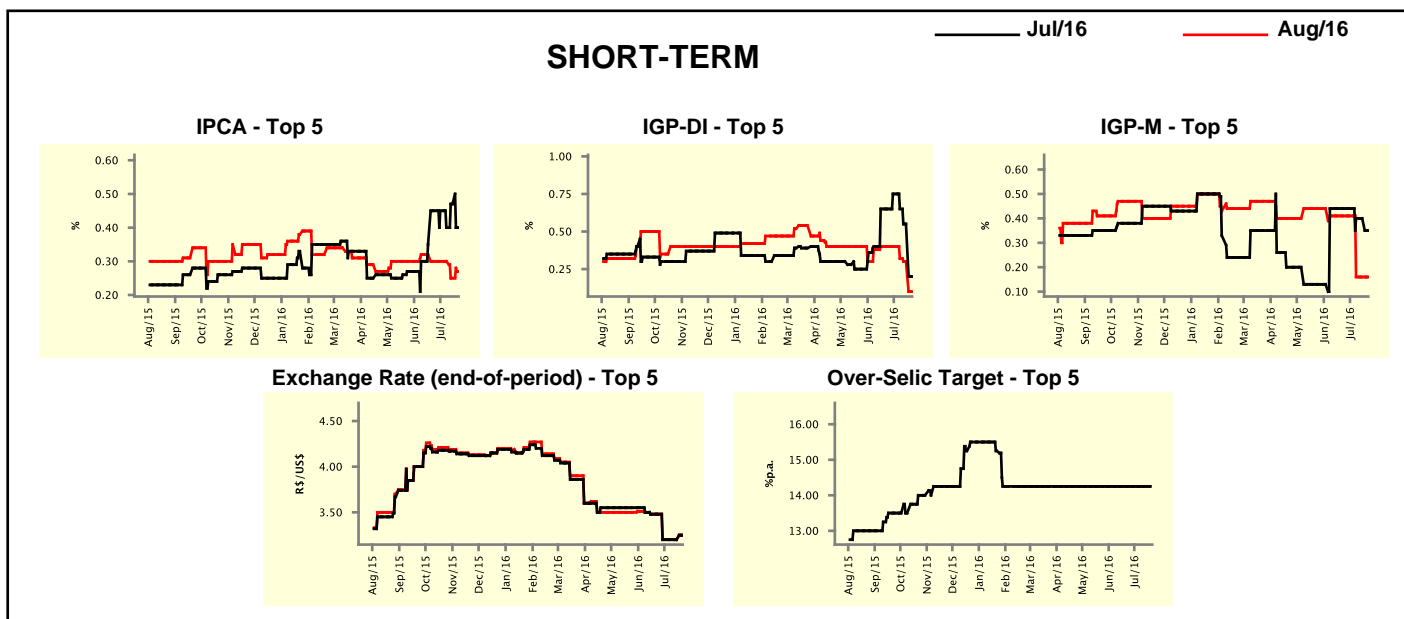 Jul/16 Aug/16
SHORT-TERM
IPCA - Top 5
0.60
0.50
0.40
0.30
0.20
%
Aug/15 Sep/15 Oct/15 Nov/15 Dec/15 Jan/16 Feb/16 Mar/16 Apr/16 May/16 Jun/16 Jul/16
IGP-DI - Top 5
1.00
0.75
0.50
0.25
%
Aug/15 Sep/15 Oct/15 Nov/15 Dec/15 Jan/16 Feb/16 Mar/16 Apr/16 May/16 Jun/16 Jul/16
IGP-M - Top 5
0.60
0.50
0.40
0.30
0.20
0.10
%
Aug/15 Sep/15 Oct/15 Nov/15 Dec/15 Jan/16 Feb/16 Mar/16 Apr/16 May/16 Jun/16 Jul/16
Exchange Rate (end-of-period) - Top 5
4.50
4.00
3.50
R$/US$
Aug/15 Sep/15 Oct/15 Nov/15 Dec/15 Jan/16 Feb/16 Mar/16 Apr/16 May/16 Jun/16 Jul/16
Over-Selic Target - Top 5
16.00
15.00
14.00
13.00
%p.a.
Aug/15 Sep/15 Oct/15 Nov/15 Dec/15 Jan/16 Feb/16 Mar/16 Apr/16 May/16 Jun/16 Jul/16